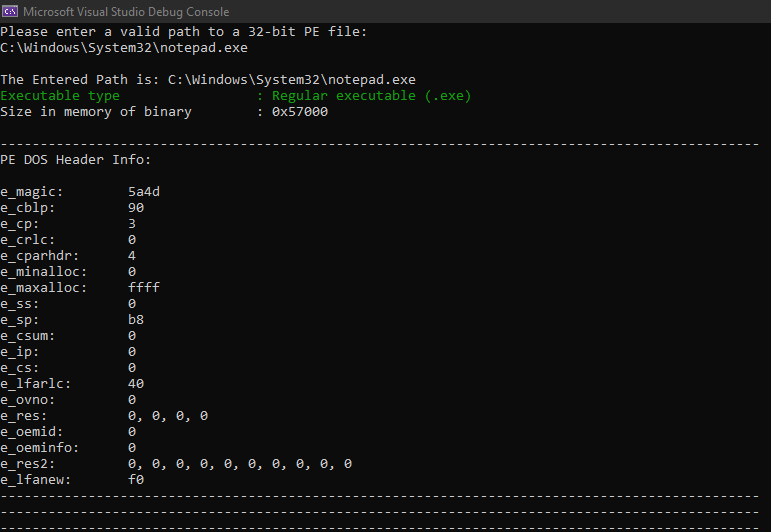 Microsoft Visual Studio Debug Console
Please enter a valid path to a 32-bit PE file:
C:\Windows\System32\notepad.exe
The Entered Path is: C:\Windows\System32\notepad.exe
Executable type : Regular executable (.exe)
Size in memory of binary : 0x57000
-----------------------------------------------------------------------------------------------
PE DOS Header Info:
e_magic: 5a4d
e_cblp: 90
e_cp: 3
e_crlc: 0
e_cparhdr: 4
e_minalloc: 0
e_maxalloc: ffff
e_ss: 0
e_sp: b8
e_csum: 0
e_ip: 0
e_cs: 0
e_lfarlc: 40
e_ovno: 0
e_res: 0, 0, 0, 0
e_oemid: 0
e_oeminfo: 0
e_res2: 0, 0, 0, 0, 0, 0, 0, 0, 0, 0
e_lfanew: f0
-----------------------------------------------------------------------------------------------
-----------------------------------------------------------------------------------------------
-----------------------------------------------------------------------------------------------